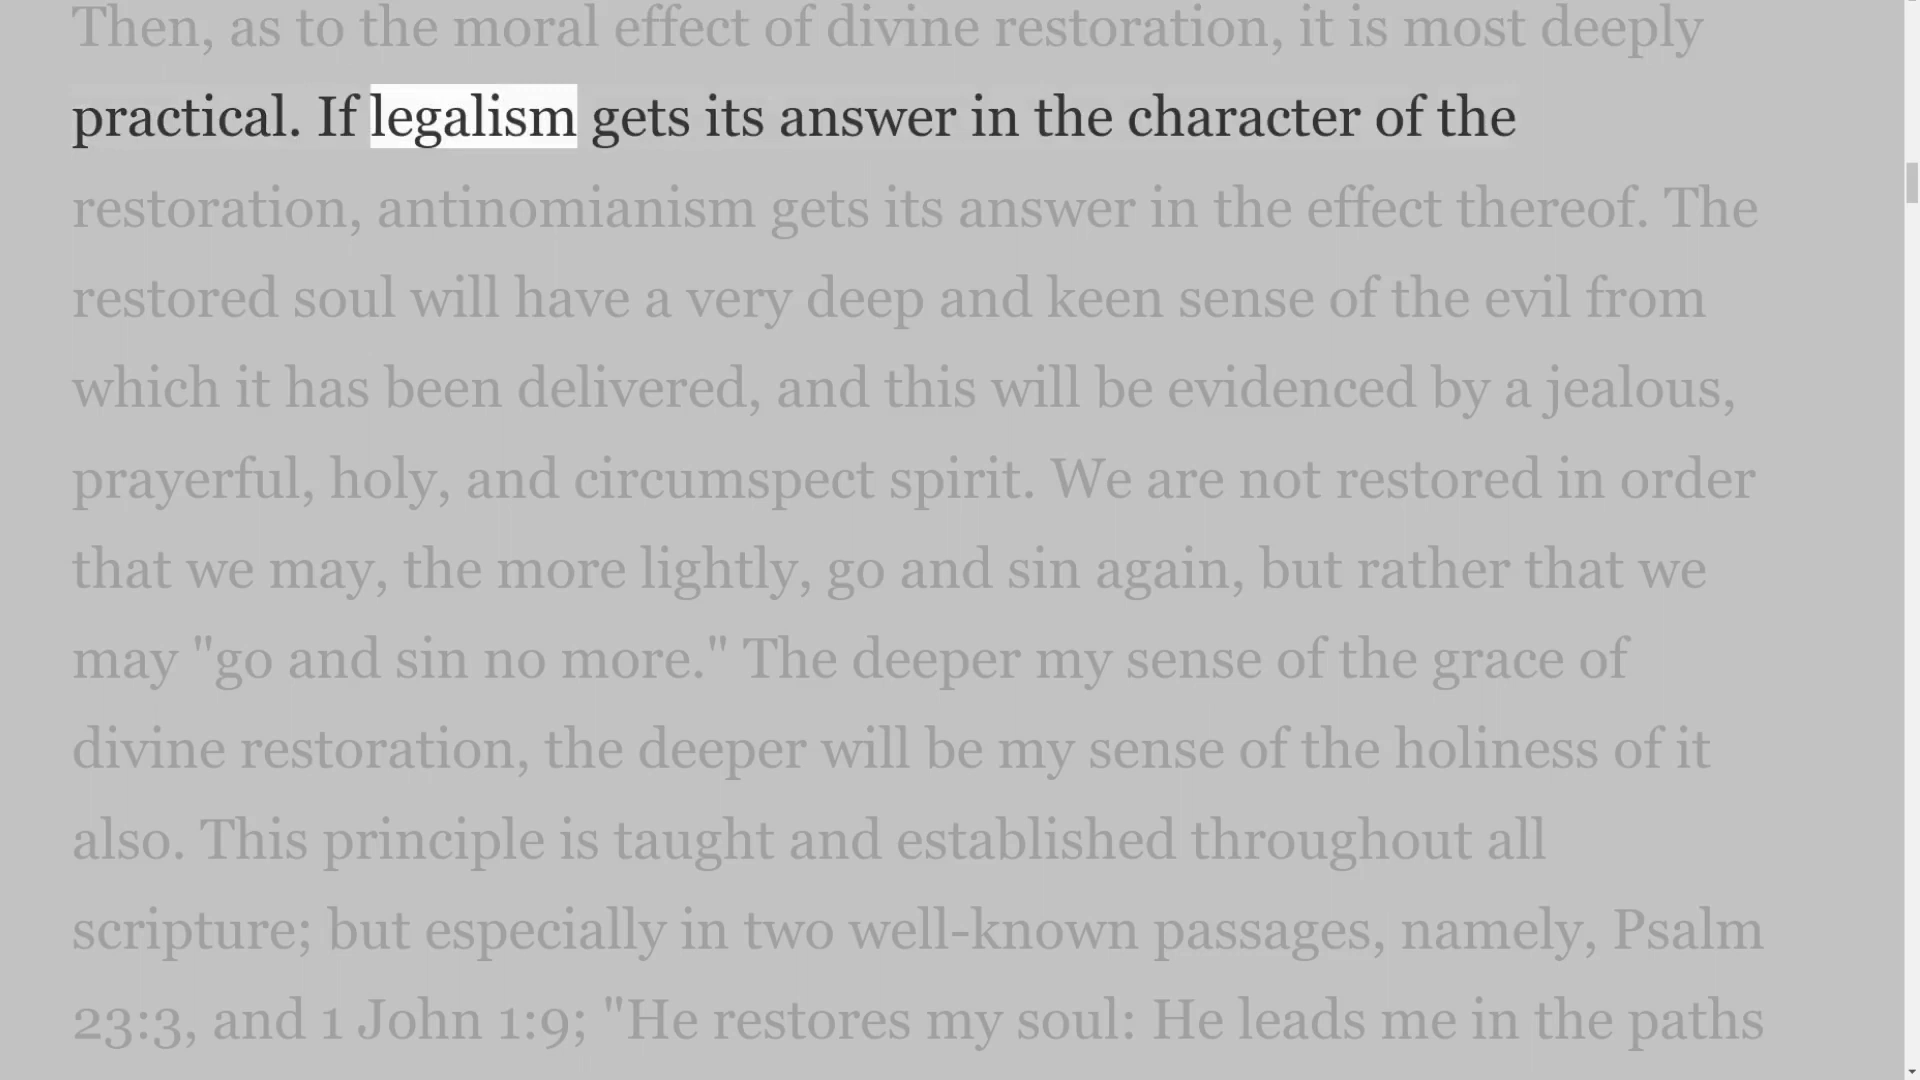 Then, as to the moral effect of divine restoration, it is most deeply
practical. If legalism gets its answer in the character of the
restoration, antinomianism gets its answer in the effect thereof. The
restored soul will have a very deep and keen sense of the evil from
which it has been delivered, and this will be evidenced by a jealous,
prayerful, holy, and circumspect spirit. We are not restored in order
that we may, the more lightly, go and sin again, but rather that we
may "go and sin no more." The deeper my sense of the grace of
divine restoration, the deeper will be my sense of the holiness of it
also. This principle is taught and established throughout all
scripture; but especially in two well-known passages, namely, Psalm
23:3, and 1 John 1:9; "He restores my soul: He leads me in the paths